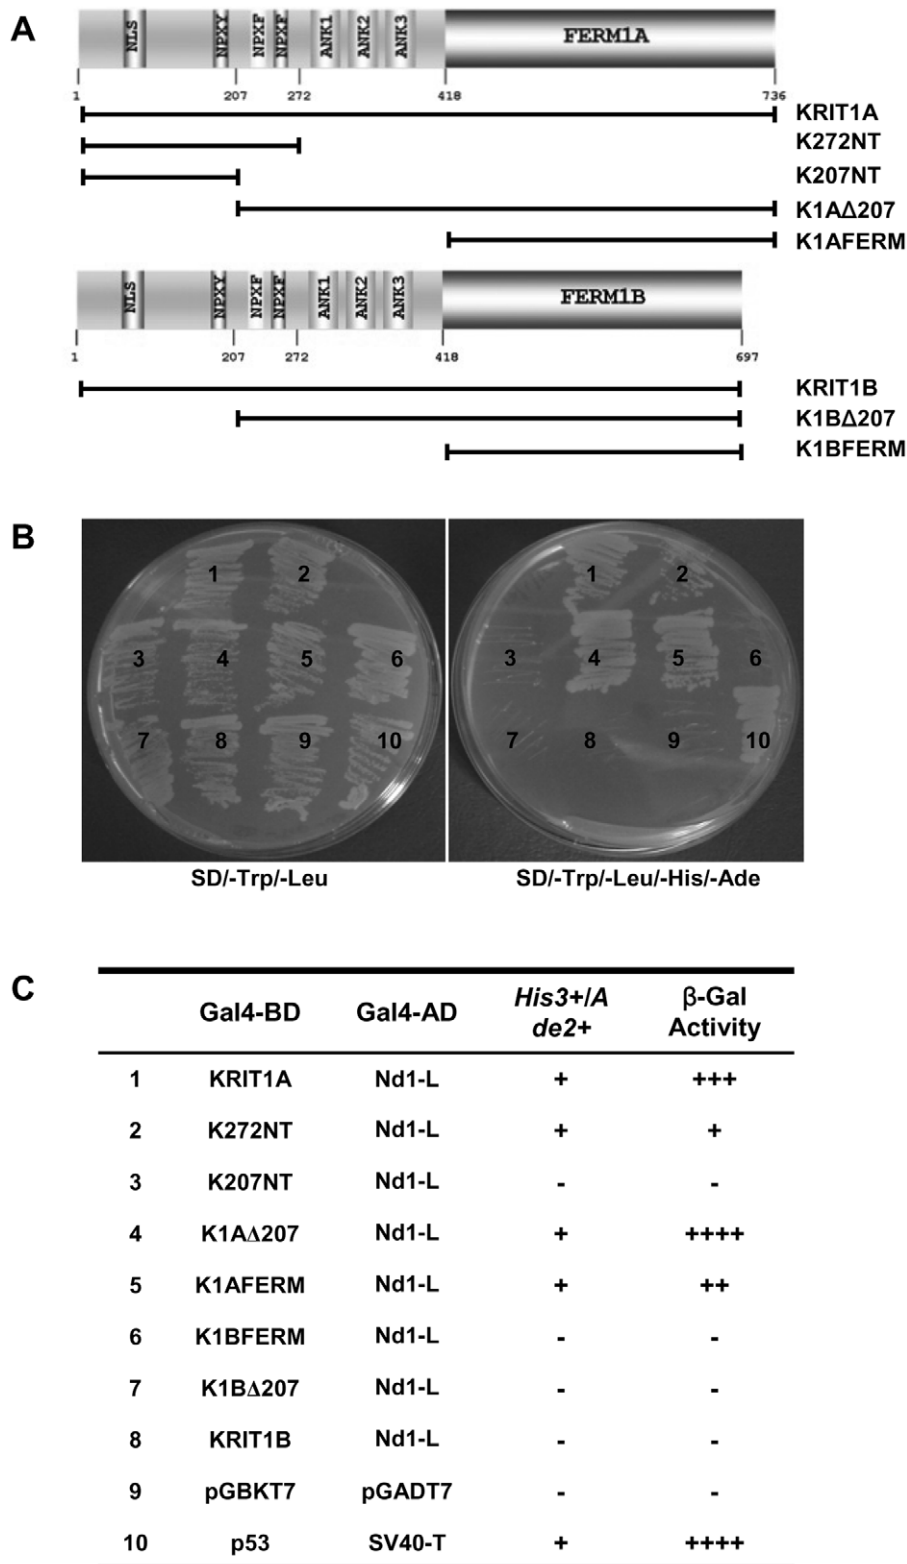 A
NLS NPXY NPXF NPXF ANK1 ANK2 ANK3 FERM1A
1 207 272 418 736
KRIT1A
K272NT
K207NT
K1AΔ207
K1AFERM
NLS NPXY NPXF NPXF ANK1 ANK2 ANK3 FERM1B
1 207 272 418 697
KRIT1B
K1BΔ207
K1BFERM
B
1 2 1 2
3 4 5 6 3 4 5 6
7 8 9 10 7 8 9 10
SD/-Trp/-Leu SD/-Trp/-Leu/-His/-Ade
C
Gal4-BD Gal4-AD His3+/A de2+ β-Gal Activity
1 KRIT1A Nd1-L + +++
2 K272NT Nd1-L + +
3 K207NT Nd1-L - -
4 K1AΔ207 Nd1-L + ++++
5 K1AFERM Nd1-L + ++
6 K1BFERM Nd1-L - -
7 K1BΔ207 Nd1-L - -
8 KRIT1B Nd1-L - -
9 pGBKT7 pGADT7 - -
10 p53 SV40-T + ++++